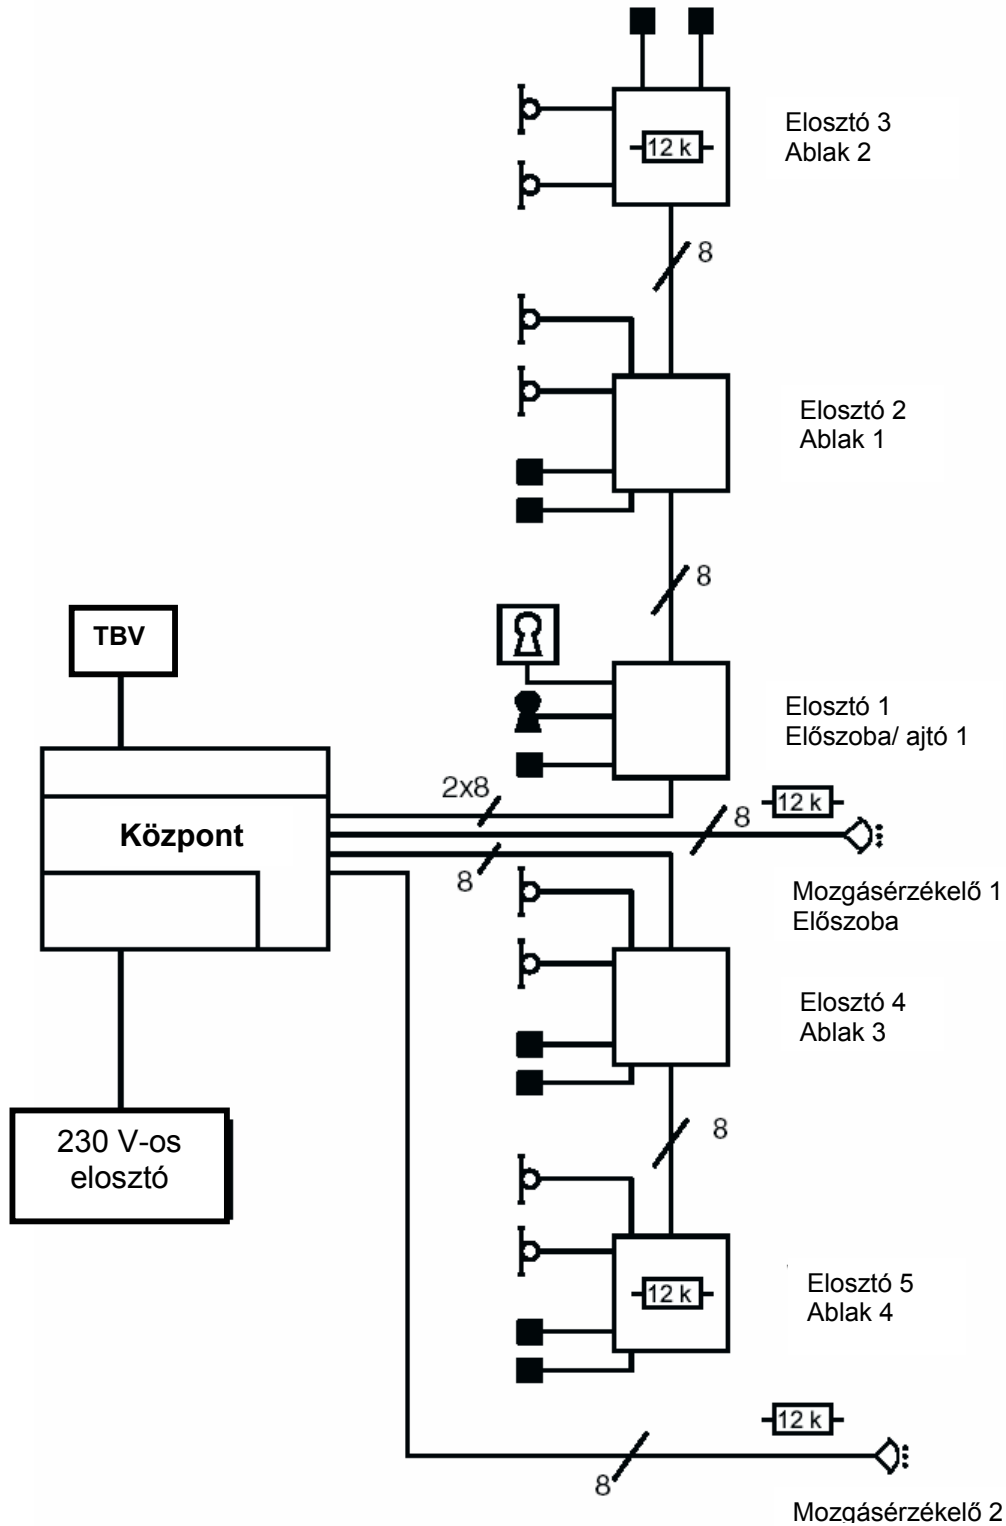 12 k
Elosztó 3
Ablak 2
8
Elosztó 2
Ablak 1
8
TBV
Elosztó 1
Előszoba/ ajtó 1
2x8
12 k
8
Központ
8
Mozgásérzékelő 1
Előszoba
Elosztó 4
Ablak 3
8
230 V-os
elosztó
12 k
Elosztó 5
Ablak 4
12 k
8
Mozgásérzékelő 2